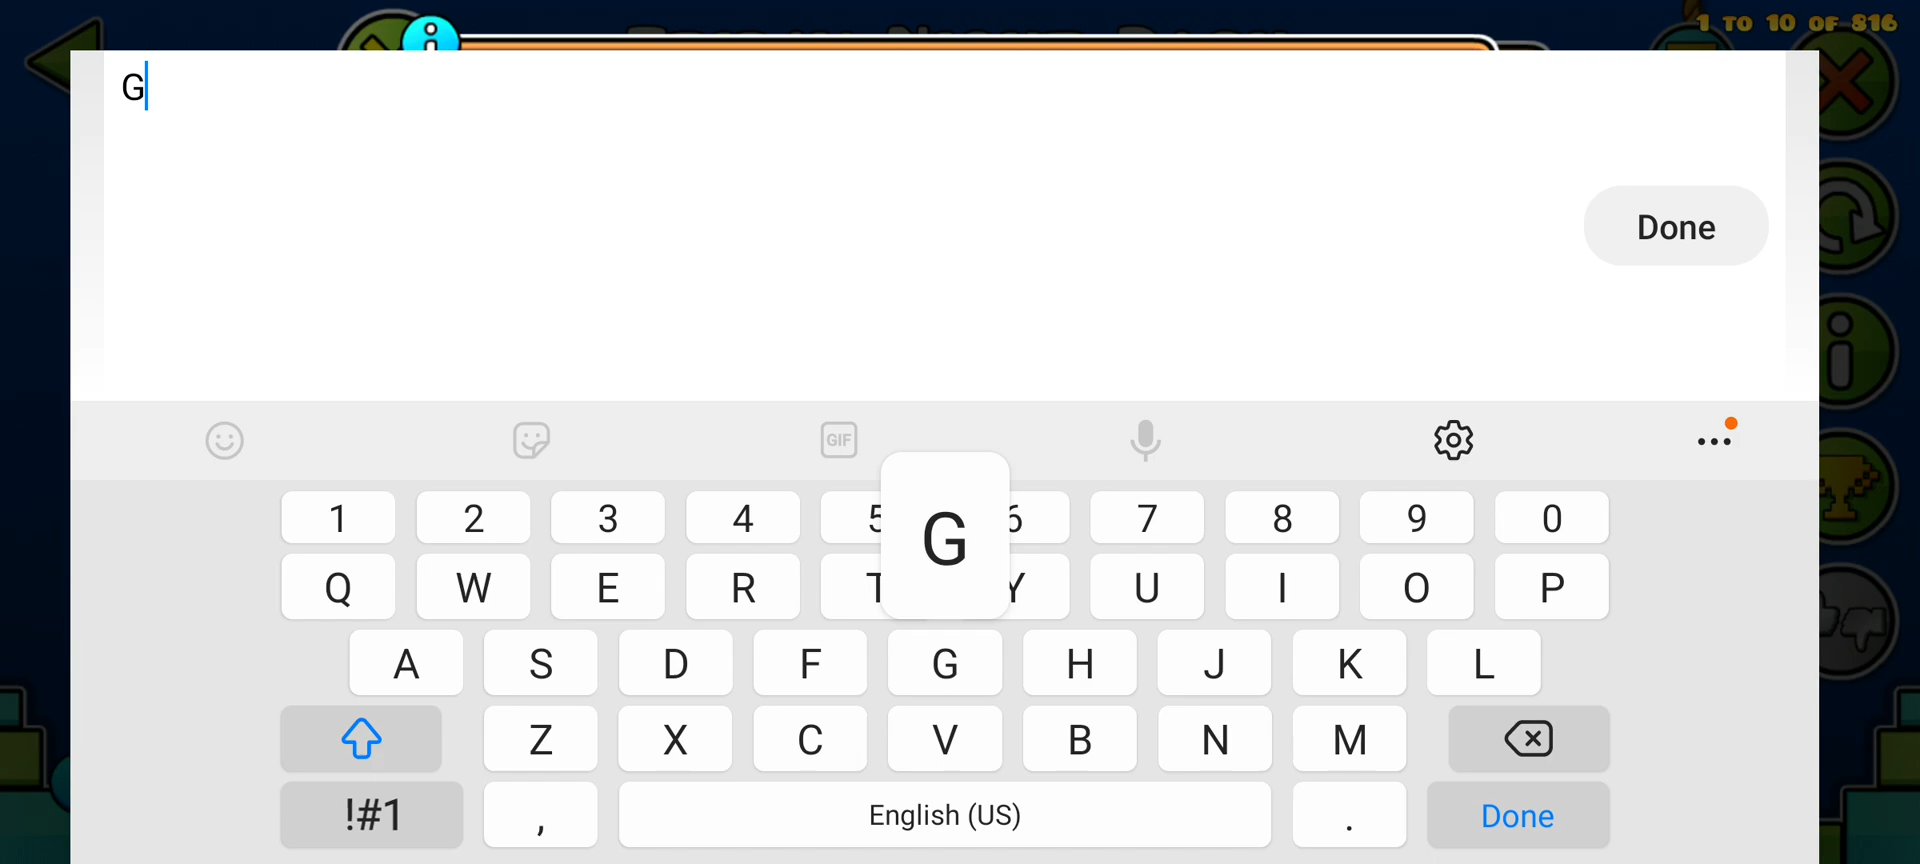 1 TO 10 OF 816
G
Done
GIF
G
1 2 3 4 5 6 7 8 9 0
Q W E R T Y U I O P
A S D F G H J K L
Z X C V B N M
!#1 , English (US) . Done